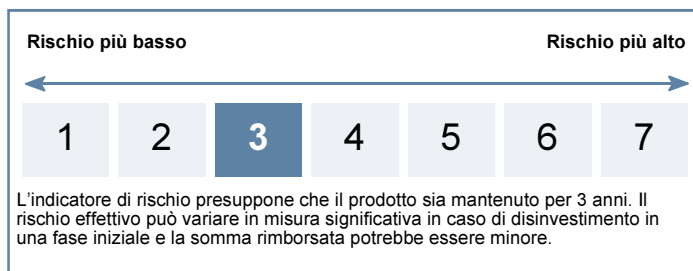 Rischio più basso Rischio più alto
1 2 3 4 5 6 7
L'indicatore di rischio presuppone che il prodotto sia mantenuto per 3 anni. Il
rischio effettivo può variare in misura significativa in caso di disinvestimento in
una fase iniziale e la somma rimborsata potrebbe essere minore.